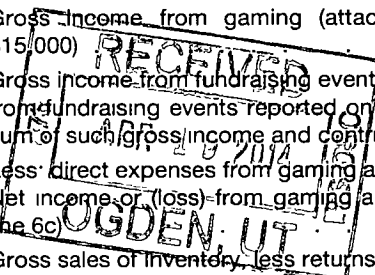 Gross Income from gaming (attac
15,000)
RECEIVED
Gross income from fundraising event
from fundraising events reported on
sum of such gross income and contri
APR 2014
Less direct expenses from gaming a
Net income or (loss) from gaming a
ne 6c)
OGDEN, UT
Gross sales of inventory, less returns